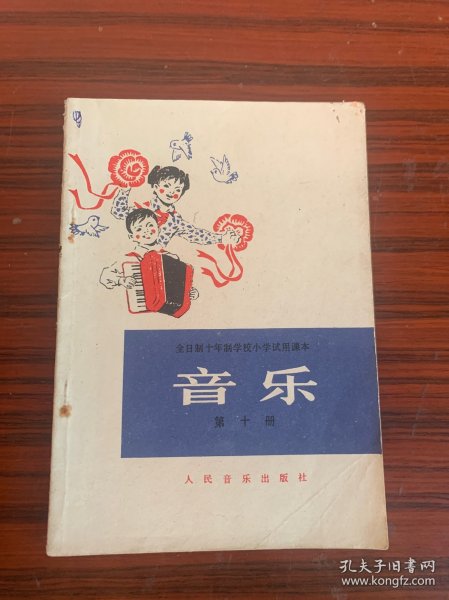 全日制十年制学校小学试用课本
音乐
第十册
人民音乐出版社
孔夫子旧书网
www.kongfz.com